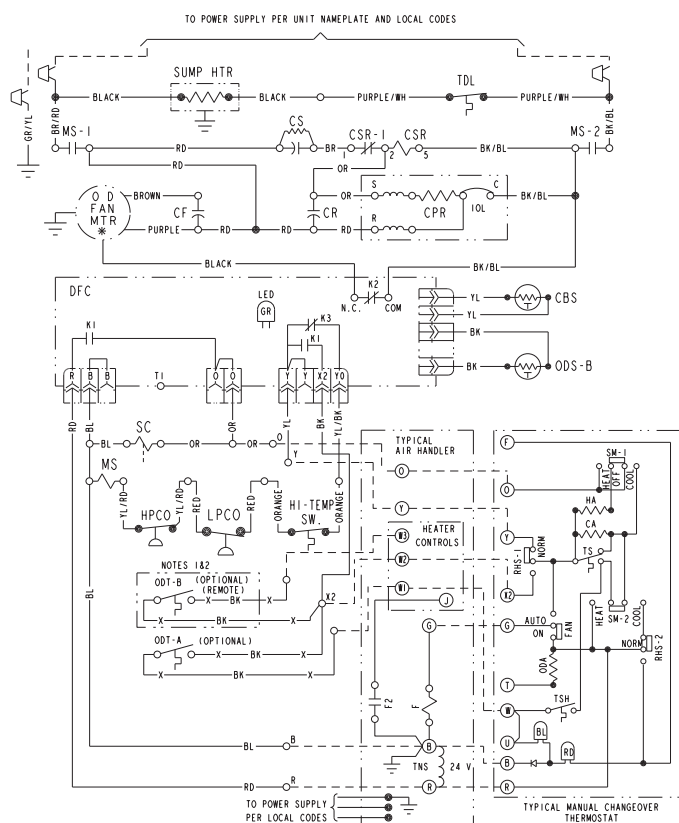 TO POWER SUPPLY PER UNIT NAMEPLATE AND LOCAL CODES
SUMP HTR
TDL
BLACK
BLACK
PURPLE/WH
PURPLE/WH
GR/YL
BR/RD
BK/BL
MS-1
CS
CSR-1
CSR
MS-2
RD
BR
1
2
5
BK/BL
RD
OR
O D
FAN
MTR
*
BROWN
CF
PURPLE
RD
RD
CR
OR
S
C
BK/BL
CPR
IOL
RD
R
BLACK
BK/BL
DFC
LED
GR
K2
N.C.
COM
YL
CBS
YL
BK
BK
ODS-B
K1
K3
K1
R
B
B
T1
O
O
Y
Y
X2
YO
RD
BL
OR
YL
BK
YL/BK
SC
BL
OR
OR
O
Y
MS
YL/RD
YL/RD
RED
RED
ORANGE
ORANGE
HPCO
LPCO
HI-TEMP
SW.
NOTES 1&2
ODT-B
(OPTIONAL)
(REMOTE)
X
BK
X
X2
ODT-A
(OPTIONAL)
X
BK
X
X
BK
X
BL
BL
B
RD
R
TYPICAL
AIR HANDLER
O
Y
W3
HEATER
CONTROLS
W2
W1
J
G
F2
F
B
TNS
24 V
R
TO POWER SUPPLY
PER LOCAL CODES
F
SM-1
HEAT
OFF
COOL
O
HA
CA
Y
NORM
RHS-1
TS
X2
HEAT
SM-2
COOL
G
AUTO
ON
FAN
NORM
RHS-2
ODA
T
TSH
W
BL
U
RD
B
R
TYPICAL MANUAL CHANGEOVER
THERMOSTAT